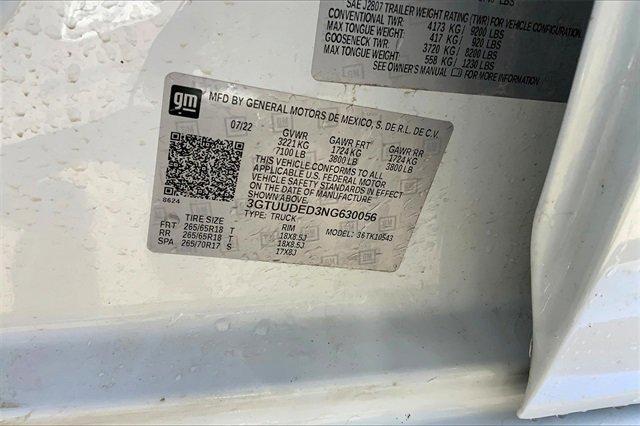 SAE J2807 TRAILER WEIGHT RATING (TWR) FOR VEHICLE CONFIGURATION.
CONVENTIONAL TWR: 4173 KG / 9200 LBS
MAX TONGUE WEIGHT: 417 KG / 920 LBS
GOOSENECK TWR: 3720 KG / 8200 LBS
MAX TONGUE WEIGHT: 558 KG / 1230 LBS
SEE OWNER'S MANUAL FOR MORE INFORMATION
gm MFD BY GENERAL MOTORS DE MEXICO, S. DE R.L. DE C.V.
07/22 GVWR GAWR FRT GAWR RR
3221 KG 1724 KG 1724 KG
7100 LB 3800 LB 3800 LB
THIS VEHICLE CONFORMS TO ALL
APPLICABLE U.S. FEDERAL MOTOR
VEHICLE SAFETY STANDARDS IN EFFECT
ON THE DATE OF MANUFACTURE
SHOWN ABOVE.
8624 3GTUUDED3NG630056
TYPE: TRUCK MODEL: 36TK10543
TIRE SIZE RIM
FRT 265/65R18 T 18X8.5J
RR 265/65R18 T 18X8.5J
SPA 265/70R17 S 17X8J